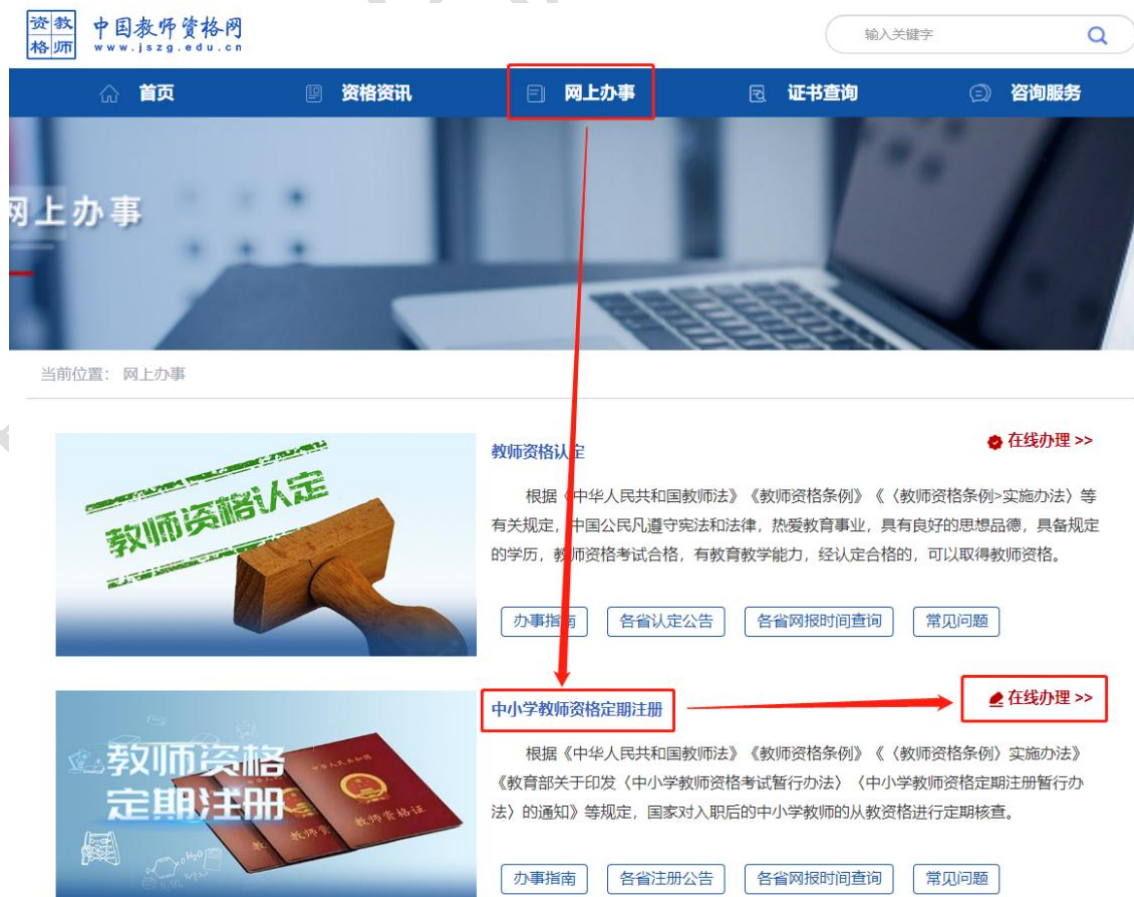 资教
格师
中国教师资格网
www.jszg.edu.cn
输入关键字
首页
资格资讯
网上办事
证书查询
咨询服务
网上办事
当前位置： 网上办事
教师资格认定
教师资格认定
在线办理 >>
根据《中华人民共和国教师法》《教师资格条例》《〈教师资格条例>实施办法》等
有关规定，中国公民凡遵守宪法和法律，热爱教育事业，具有良好的思想品德，具备规定
的学历，教师资格考试合格，有教育教学能力，经认定合格的，可以取得教师资格。
办事指南
各省认定公告
各省网报时间查询
常见问题
教师资格
定期注册
中华人民共和国
教师资格证
中小学教师资格定期注册
在线办理 >>
根据《中华人民共和国教师法》《教师资格条例》《〈教师资格条例〉实施办法》
《教育部关于印发〈中小学教师资格考试暂行办法〉〈中小学教师资格定期注册暂行办
法〉的通知》等规定，国家对入职后的中小学教师的从教资格进行定期核查。
办事指南
各省注册公告
各省网报时间查询
常见问题